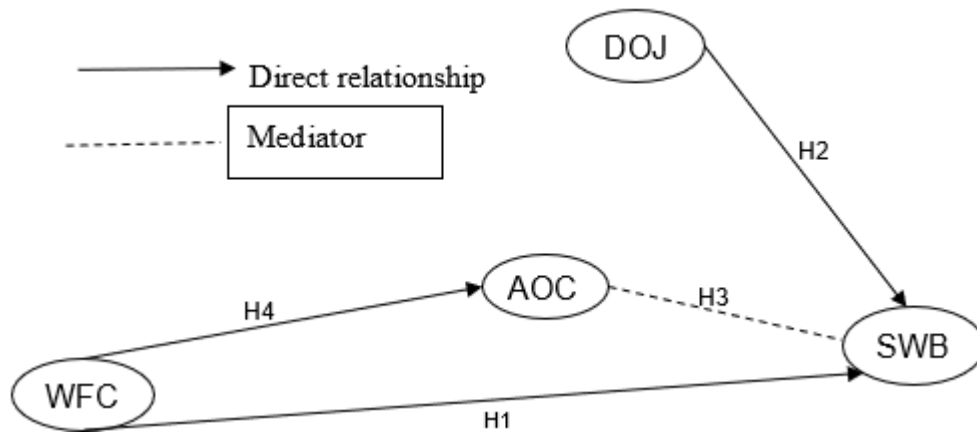 DOJ
Direct relationship
Mediator
H2
AOC
H3
H4
SWB
WFC
H1